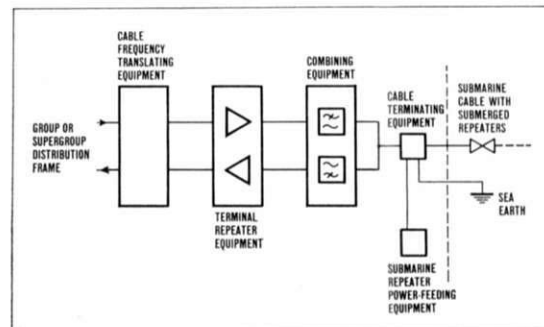 CABLE
FREQUENCY
TRANSLATING
EQUIPMENT
COMBINING
EQUIPMENT
CABLE
TERMINATING
EQUIPMENT
SUBMARINE
CABLE WITH
SUBMERGED
REPEATERS
GROUP OR
SUPERGROUP
DISTRIBUTION
FRAME
TERMINAL
REPEATER
EQUIPMENT
SEA
EARTH
SUBMARINE
REPEATER
POWER-FEEDING
EQUIPMENT